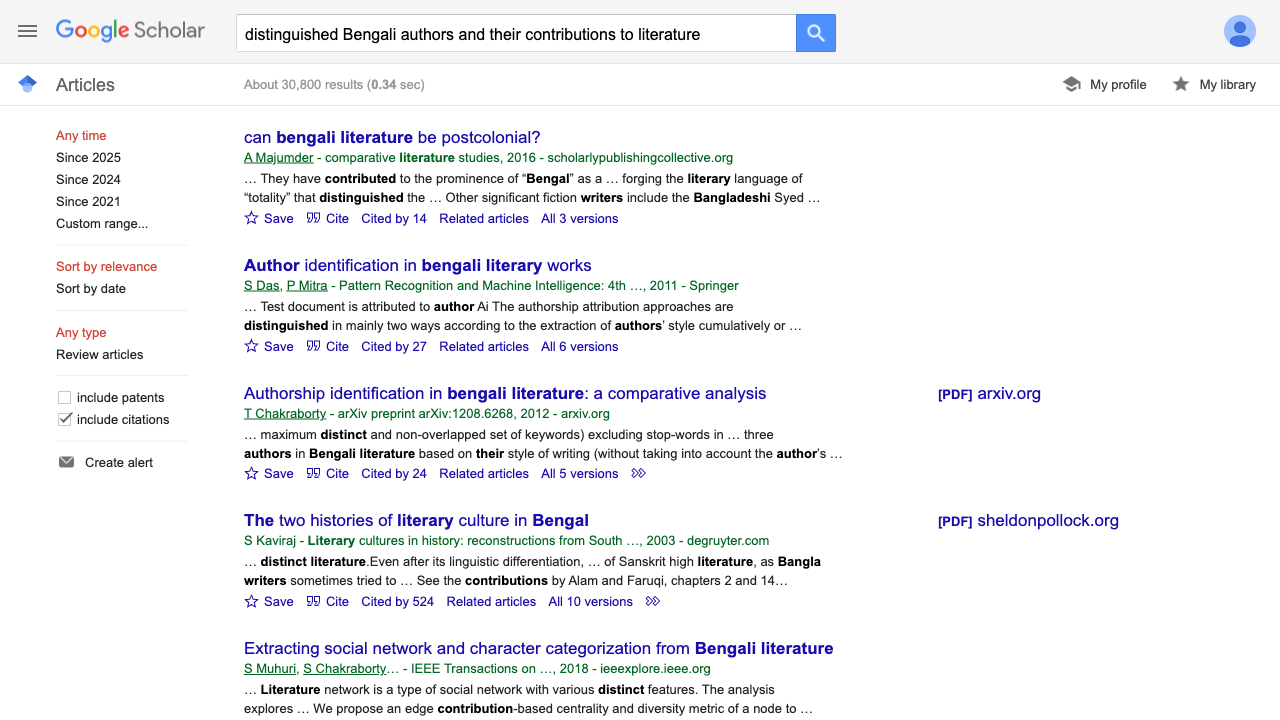 Google Scholar
distinguished Bengali authors and their contributions to literature
Articles
About 30,800 results (0.34 sec)
My profile
My library
Any time
Since 2025
Since 2024
Since 2021
Custom range...
Sort by relevance
Sort by date
Any type
Review articles
include patents
include citations
Create alert
can bengali literature be postcolonial?
A Majumder - comparative literature studies, 2016 - scholarlypublishingcollective.org
… They have contributed to the prominence of “Bengal” as a … forging the literary language of
“totality” that distinguished the … Other significant fiction writers include the Bangladeshi Syed …
Save Cite Cited by 14 Related articles All 3 versions
Author identification in bengali literary works
S Das, P Mitra - Pattern Recognition and Machine Intelligence: 4th …, 2011 - Springer
… Test document is attributed to author Ai The authorship attribution approaches are
distinguished in mainly two ways according to the extraction of authors’ style cumulatively or …
Save Cite Cited by 27 Related articles All 6 versions
Authorship identification in bengali literature: a comparative analysis
[PDF] arxiv.org
T Chakraborty - arXiv preprint arXiv:1208.6268, 2012 - arxiv.org
… maximum distinct and non-overlapped set of keywords) excluding stop-words in … three
authors in Bengali literature based on their style of writing (without taking into account the author’s …
Save Cite Cited by 24 Related articles All 5 versions
The two histories of literary culture in Bengal
[PDF] sheldonpollock.org
S Kaviraj - Literary cultures in history: reconstructions from South …, 2003 - degruyter.com
… distinct literature.Even after its linguistic differentiation, … of Sanskrit high literature, as Bangla
writers sometimes tried to … See the contributions by Alam and Faruqi, chapters 2 and 14…
Save Cite Cited by 524 Related articles All 10 versions
Extracting social network and character categorization from Bengali literature
S Muhuri, S Chakraborty… - IEEE Transactions on …, 2018 - ieeexplore.ieee.org
… Literature network is a type of social network with various distinct features. The analysis
explores … We propose an edge contribution-based centrality and diversity metric of a node to …